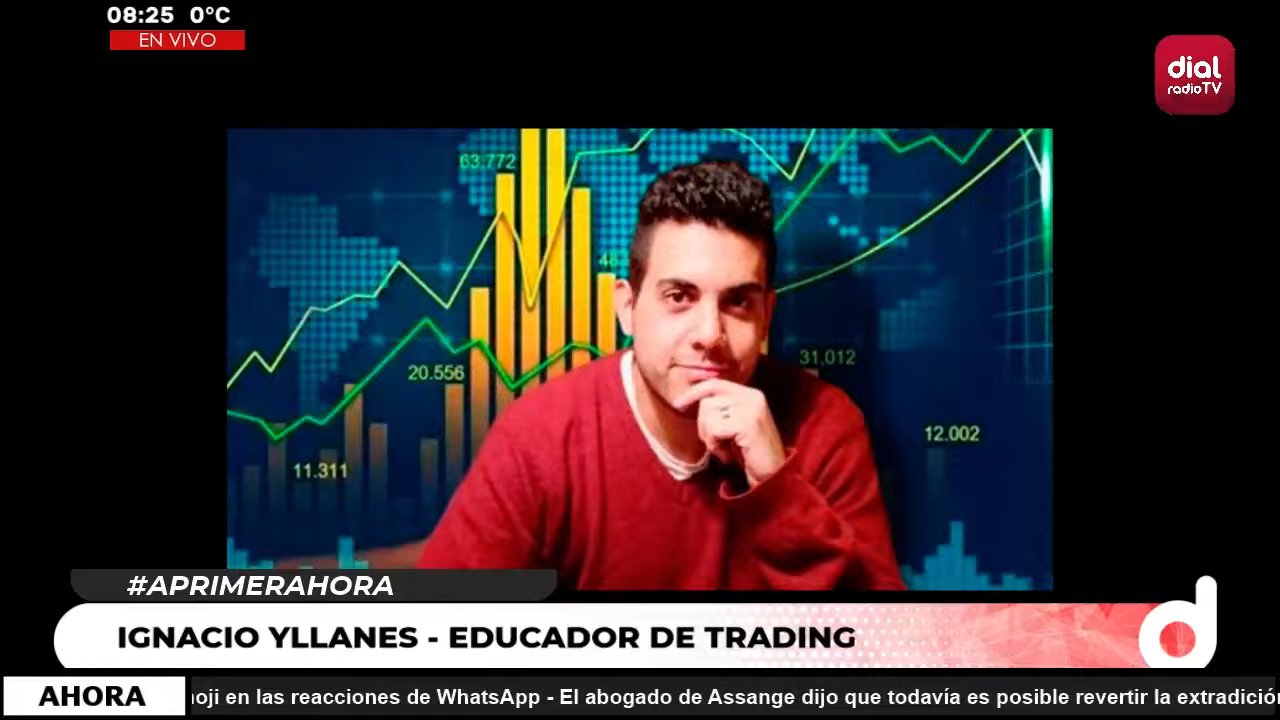 08:25 0°C
EN VIVO
dial
radioTV
63.772
20.556
31.012
12.002
11.311
#APRIMERAHORA
IGNACIO YLLANES - EDUCADOR DE TRADING
AHORA
en las reacciones de WhatsApp - El abogado de Assange dijo que todavía es posible revertir la extradición